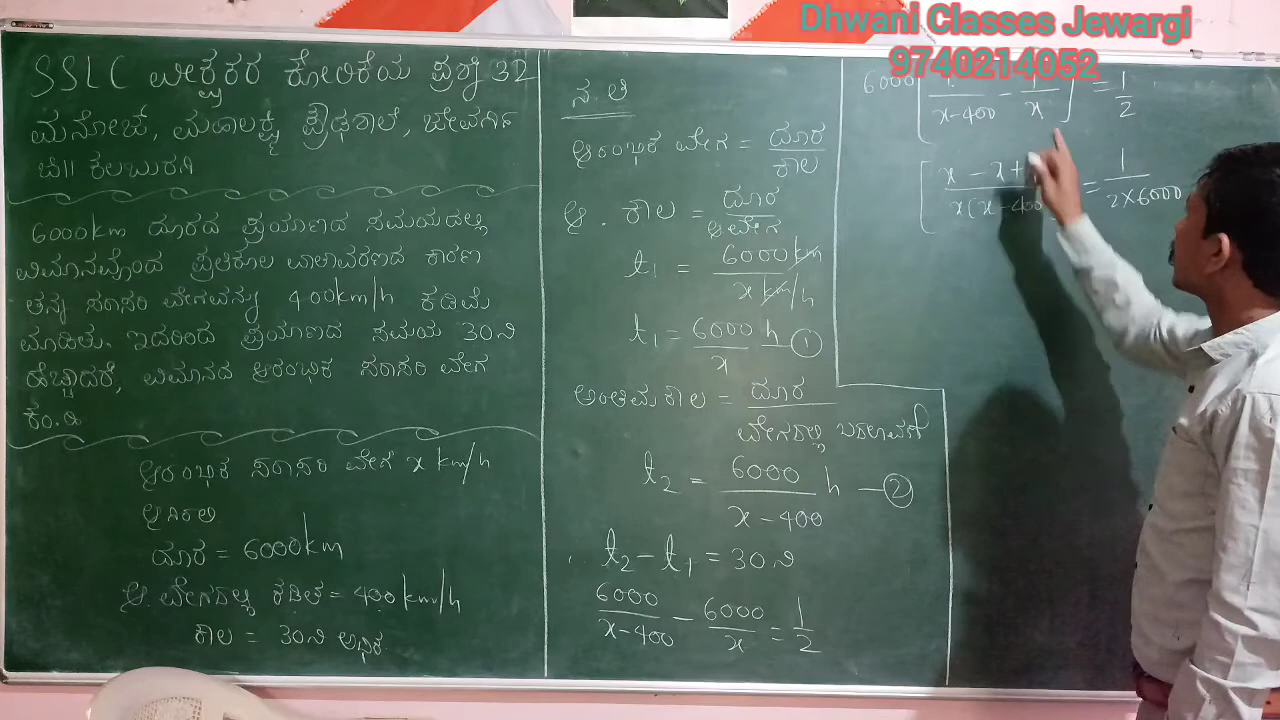 Dhwani Classes Jewargi
9740214052
SSLC ವೀಕ್ಷಕರ ಕೋರಿಕೆಯ ಪ್ರಶ್ನೆ 32
ಮನೋಜ್, ಮಹಾಲಕ್ಷ್ಮಿ ಪ್ರೌಢಶಾಲೆ, ಜೇವರ್ಗಿ
ಜಿ|| ಕಲಬುರಗಿ
6000km ದೂರದ ಪ್ರಯಾಣದ ಸಮಯದಲ್ಲಿ
ವಿಮಾನವೊಂದ ಪ್ರತಿಕೂಲ ವಾತಾವರಣದ ಕಾರಣ
ತನ್ನ ಸರಾಸರಿ ವೇಗವನ್ನು 400km/h ಕಡಿಮೆ
ಮಾಡಿತು. ಇದರಿಂದ ಪ್ರಯಾಣದ ಸಮಯ 30ನಿ
ಹೆಚ್ಚಾದರೆ, ವಿಮಾನದ ಆರಂಭಿಕ ಸರಾಸರಿ ವೇಗ
ಕಂ.ಹಿ
ಆರಂಭಿಕ ಸರಾಸರಿ ವೇಗ x km/h
ಆಗಿರಲಿ
ದೂರ = 6000km
ಆ. ವೇಗದಲ್ಲಿ ಕಡಿತ = 400km/h
ಕಾಲ = 30ನಿ ಅಧಿಕ
ಸ.ತಿ
ಆರಂಭಿಕ ವೇಗ = ದೂರ / ಕಾಲ
ಆ. ಕಾಲ = ದೂರ / ಆವೇಗ
t₁ = 6000km / x km/h
t₁ = 6000 / x h —①
ಅಂತಿಮ ಕಾಲ = ದೂರ / ವೇಗದಲ್ಲಿ ಬದಲಾವಣೆ
t₂ = 6000 / x-400 h —②
t₂ - t₁ = 30ನಿ
6000 / x-400 - 6000 / x = 1/2
6000 [ 1 / x-400 - 1 / x ] = 1/2
[ x - x + / x(x-400 = 1 / 2×6000